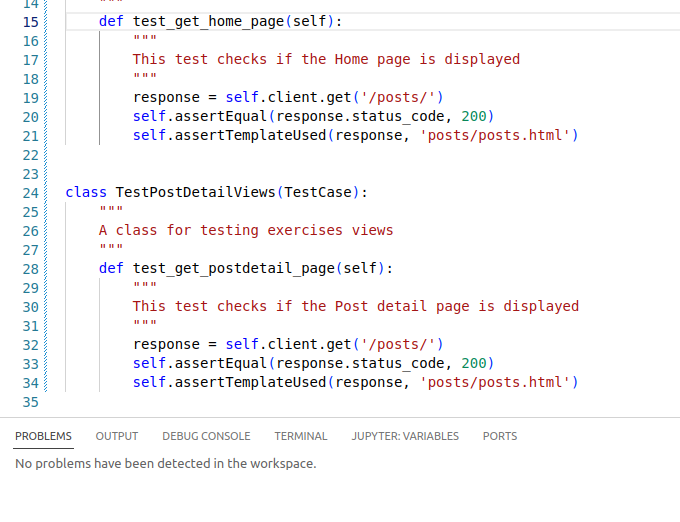 14 """
15 def test_get_home_page(self):
16 """
17 This test checks if the Home page is displayed
18 """
19 response = self.client.get('/posts/')
20 self.assertEqual(response.status_code, 200)
21 self.assertTemplateUsed(response, 'posts/posts.html')
22
23
24 class TestPostDetailViews(TestCase):
25 """
26 A class for testing exercises views
27 """
28 def test_get_postdetail_page(self):
29 """
30 This test checks if the Post detail page is displayed
31 """
32 response = self.client.get('/posts/')
33 self.assertEqual(response.status_code, 200)
34 self.assertTemplateUsed(response, 'posts/posts.html')
35
PROBLEMS OUTPUT DEBUG CONSOLE TERMINAL JUPYTER: VARIABLES PORTS
No problems have been detected in the workspace.